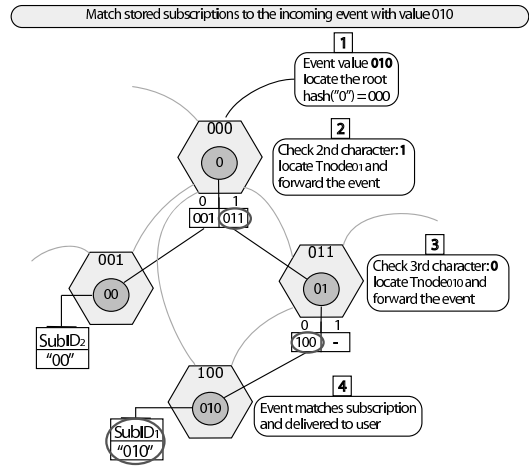 Match stored subscriptions to the incoming event with value 010
1
Event value 010
locate the root
hash("0") = 000
000
0
2
Check 2nd character: 1
locate Tnode01 and
forward the event
0 1
001 011
001
00
011
01
3
Check 3rd character: 0
locate Tnode010 and
forward the event
0 1
100 -
SubID2
"00"
100
010
4
Event matches subscription
and delivered to user
SubID1
"010"